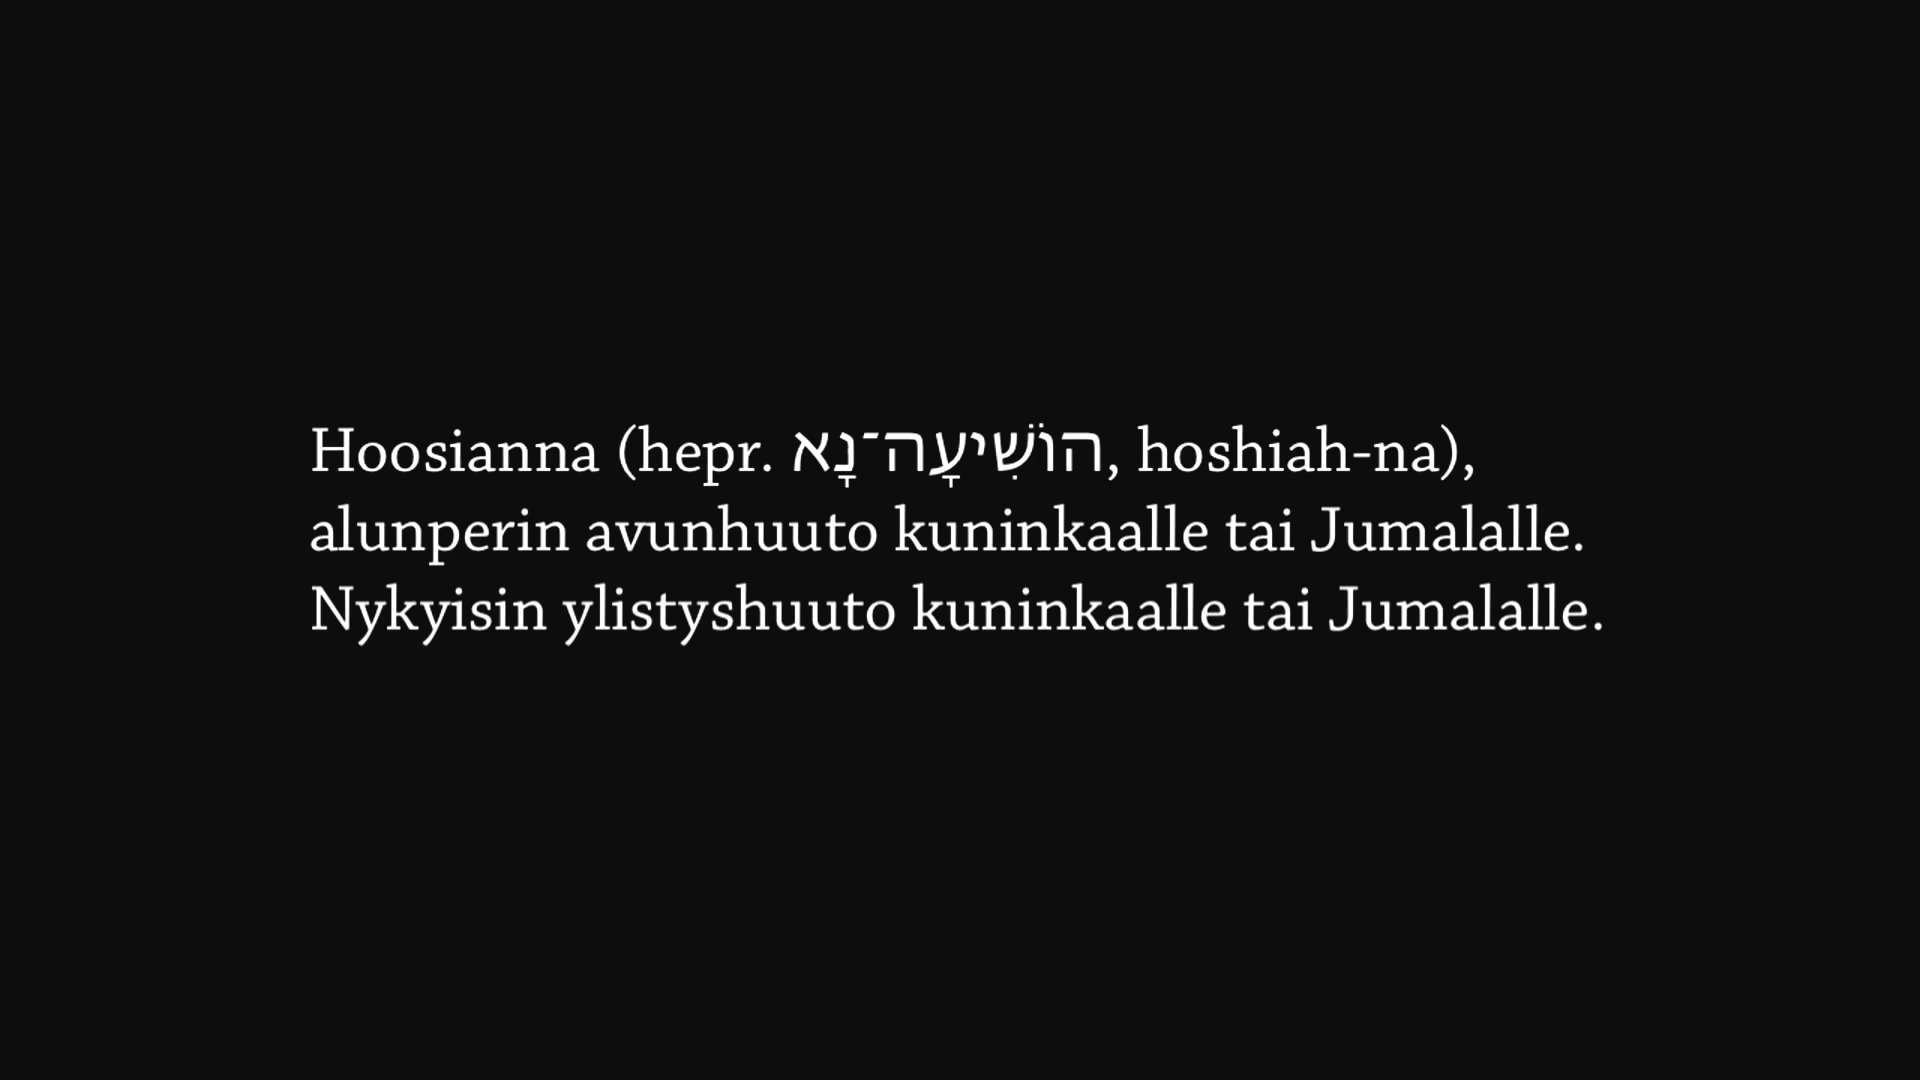 Hoosianna (hepr. הוֹשִׁיעָה־נָא, hoshiah-na),
alunperin avunhuuto kuninkaalle tai Jumalalle.
Nykyisin ylistyshuuto kuninkaalle tai Jumalalle.